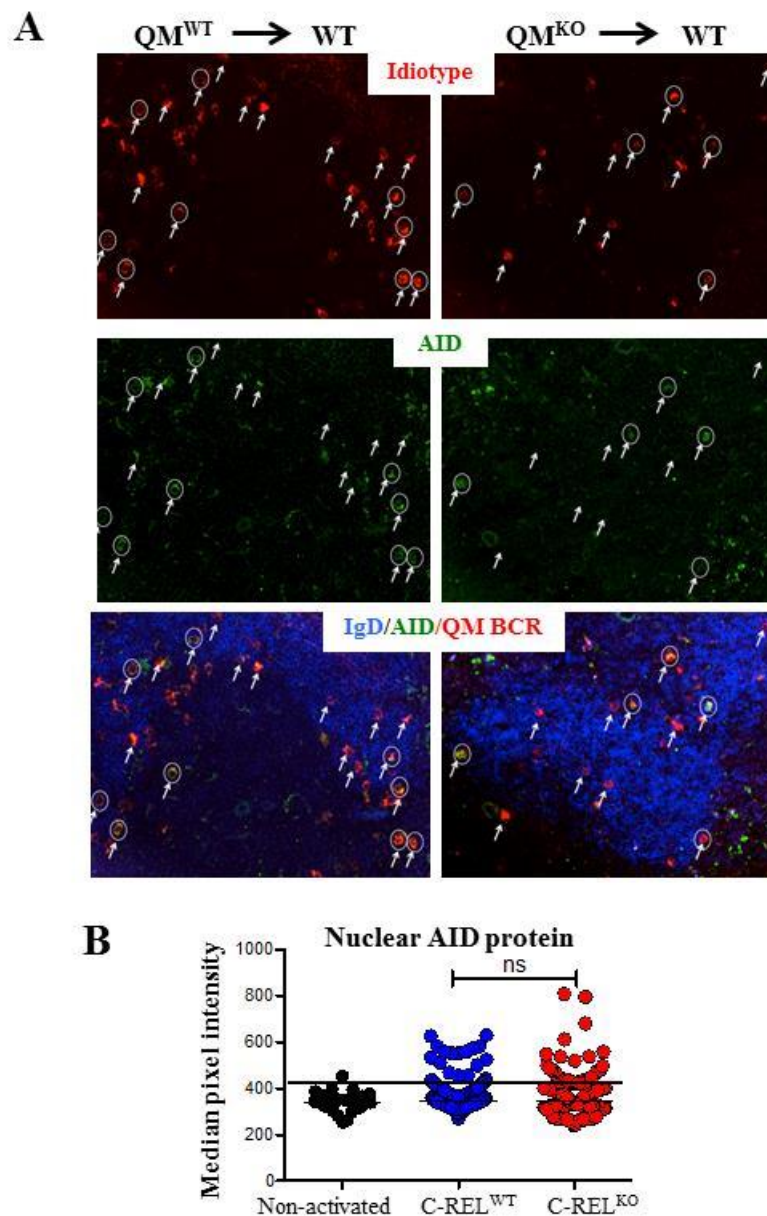 A
QMWT → WT
QMKO → WT
Idiotype
AID
IgD/AID/QM BCR
B
Nuclear AID protein
ns
Median pixel intensity
1000
800
600
400
200
0
Non-activated
C-RELWT
C-RELKO